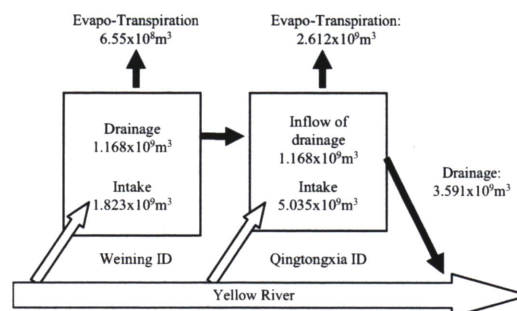 Evapo-Transpiration
6.55x10⁸m³
Evapo-Transpiration:
2.612x10⁹m³
Drainage
1.168x10⁹m³
Intake
1.823x10⁹m³
Inflow of
drainage
1.168x10⁹m³
Intake
5.035x10⁹m³
Drainage:
3.591x10⁹m³
Weining ID
Qingtongxia ID
Yellow River